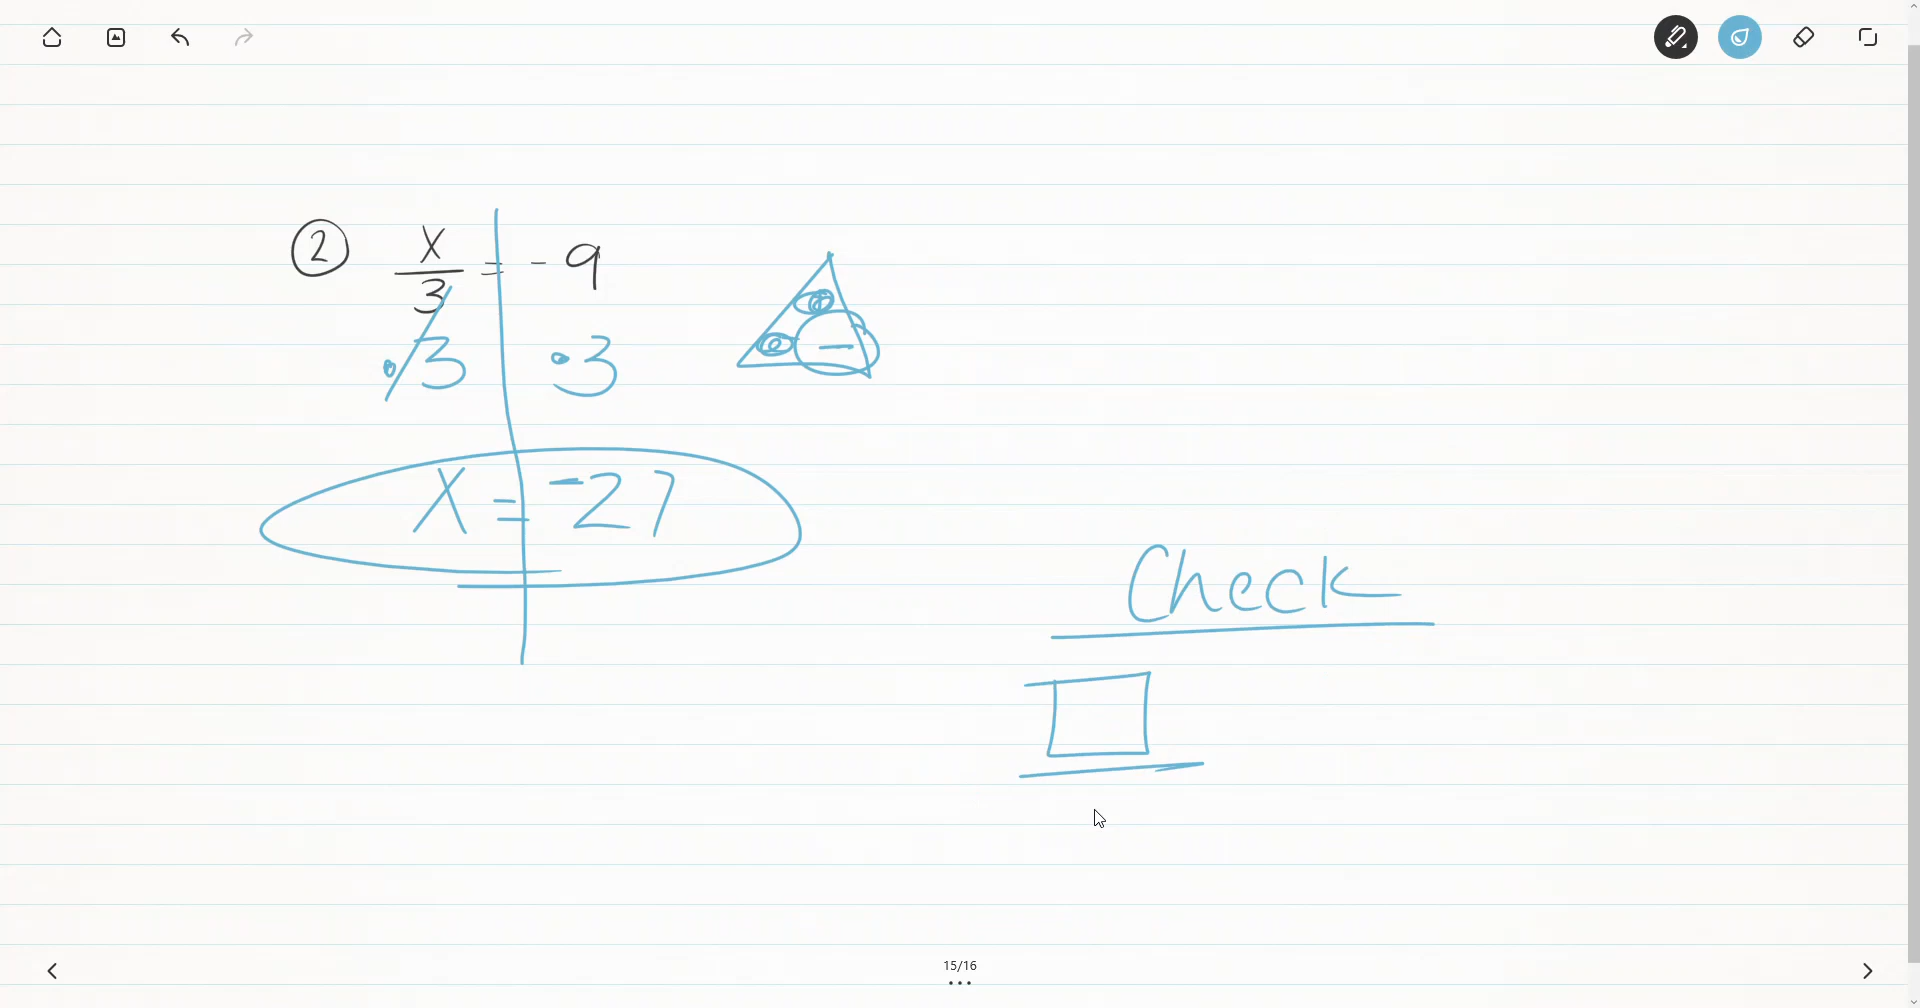 ② x/3 = -9
·3 ·3
x = -27
Check
15/16